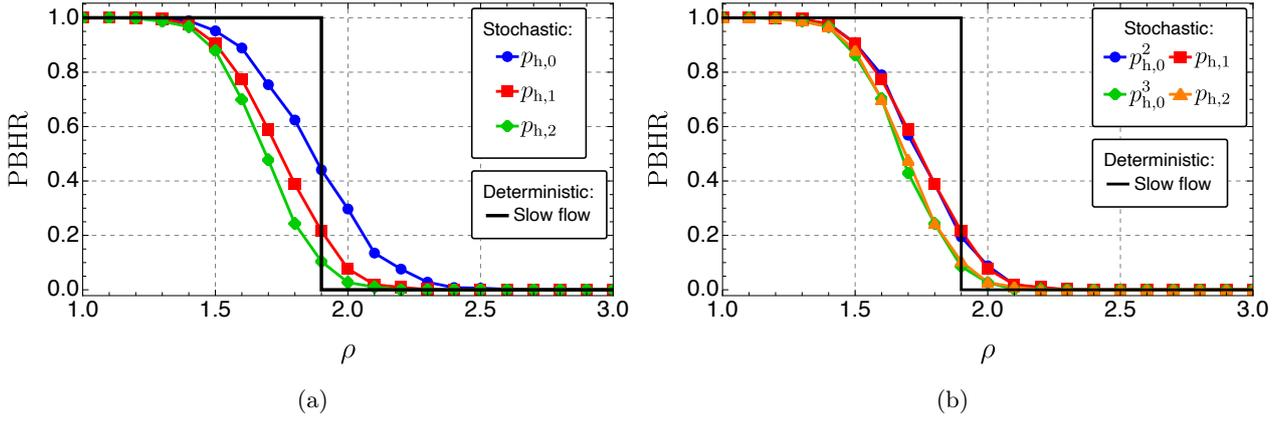 PBHR
1.0
0.8
0.6
0.4
0.2
0.0
1.0 1.5 2.0 2.5 3.0
ρ
Stochastic:
p_{h,0}
p_{h,1}
p_{h,2}
Deterministic:
Slow flow
(a)
PBHR
1.0
0.8
0.6
0.4
0.2
0.0
1.0 1.5 2.0 2.5 3.0
ρ
Stochastic:
p^2_{h,0} p_{h,1}
p^3_{h,0} p_{h,2}
Deterministic:
Slow flow
(b)